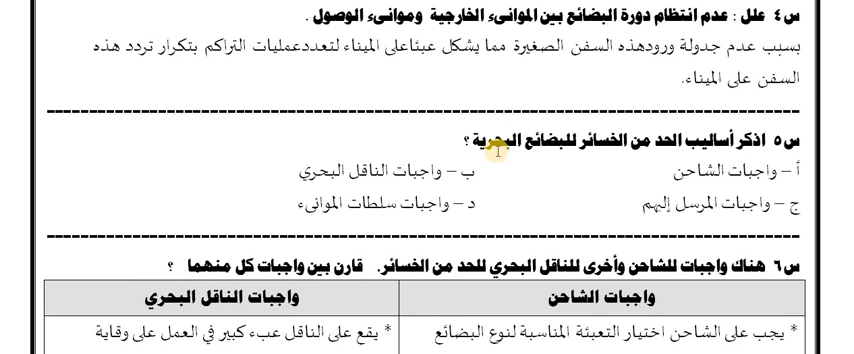 س٤ علل : عدم انتظام دورة البضائع بين الموانىء الخارجية وموانىء الوصول .
بسبب عدم جدولة ورودهذه السفن الصغيرة مما يشكل عبئاعلى الميناء لتعددعمليات التراكم بتكرار تردد هذه
السفن على الميناء.
س٥ اذكر أساليب الحد من الخسائر للبضائع البحرية ؟
أ – واجبات الشاحن ب – واجبات الناقل البحري
ج – واجبات المرسل إليهم د – واجبات سلطات الموانىء
س٦ هناك واجبات للشاحن وأخرى للناقل البحري للحد من الخسائر. قارن بين واجبات كل منهما ؟
واجبات الشاحن واجبات الناقل البحري
* يجب على الشاحن اختيار التعبئة المناسبة لنوع البضائع * يقع على الناقل عبء كبير في العمل على وقاية